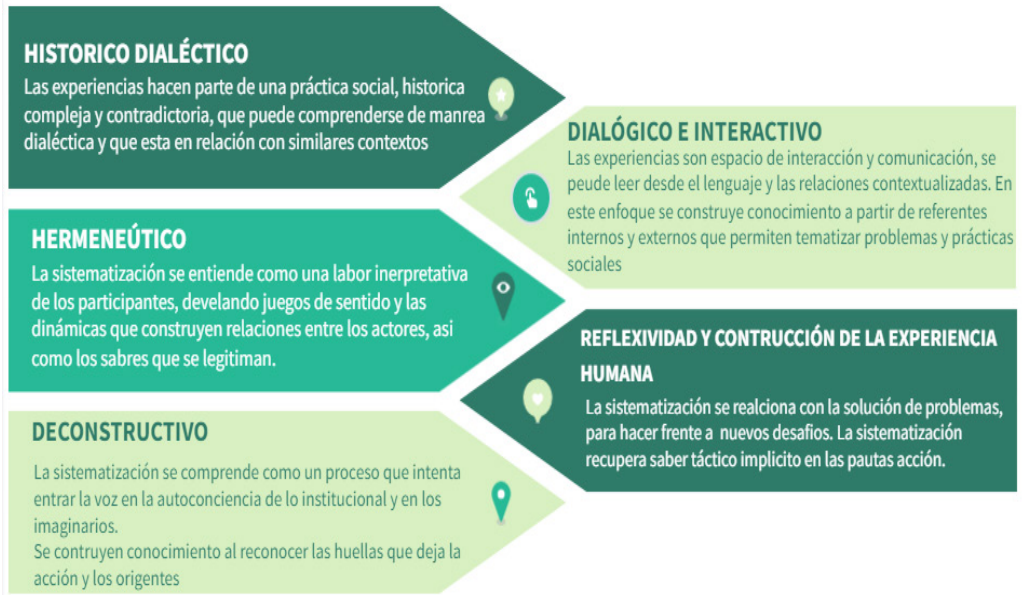 HISTORICO DIALÉCTICO
Las experiencias hacen parte de una práctica social, historica
compleja y contradictoria, que puede comprenderse de manrea
dialéctica y que esta en relación con similares contextos
DIALÓGICO E INTERACTIVO
Las experiencias son espacio de interacción y comunicación, se
peude leer desde el lenguaje y las relaciones contextualizadas. En
este enfoque se construye conocimiento a partir de referentes
internos y externos que permiten tematizar problemas y prácticas
sociales
HERMENEÚTICO
La sistematización se entiende como una labor inerpretativa
de los participantes, develando juegos de sentido y las
dinámicas que construyen relaciones entre los actores, asi
como los sabres que se legitiman.
REFLEXIVIDAD Y CONTRUCCIÓN DE LA EXPERIENCIA
HUMANA
La sistematización se realciona con la solución de problemas,
para hacer frente a nuevos desafios. La sistematización
recupera saber táctico implicito en las pautas acción.
DECONSTRUCTIVO
La sistematización se comprende como un proceso que intenta
entrar la voz en la autoconciencia de lo institucional y en los
imaginarios.
Se contruyen conocimiento al reconocer las huellas que deja la
acción y los origentes